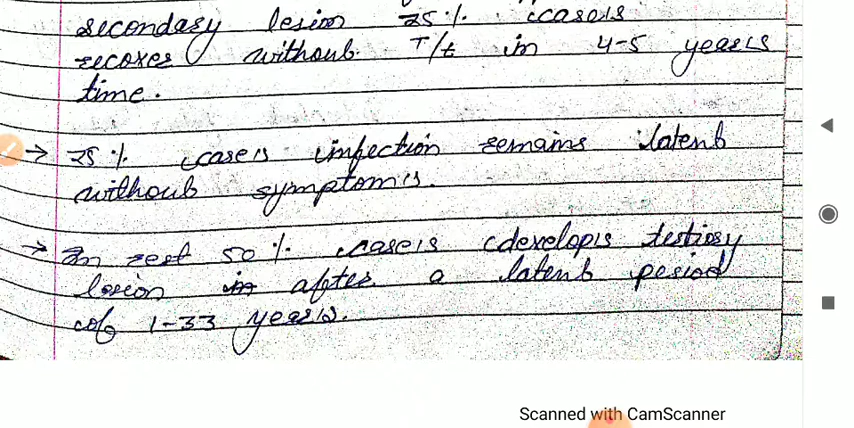 secondary lesion 25%. cases
recover without T/t in 4-5 years
time.
→ 25% cases infection remains latent
without symptoms.
→ In rest 50% cases develops tertiary
lesion in after a latent period
of 1-33 years.
Scanned with CamScanner